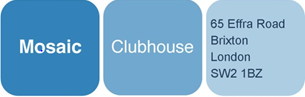 Mosaic
Clubhouse
65 Effra Road
Brixton
London
SW2 1BZ